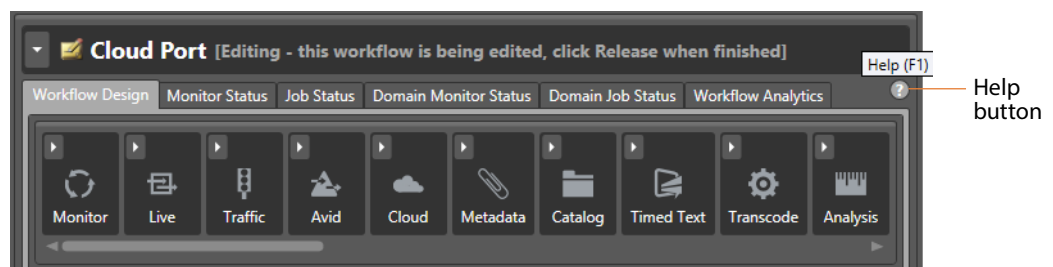 Cloud Port [Editing - this workflow is being edited, click Release when finished]
Help (F1)
Workflow Design Monitor Status Job Status Domain Monitor Status Domain Job Status Workflow Analytics ?
Help
button
Monitor Live Traffic Avid Cloud Metadata Catalog Timed Text Transcode Analysis